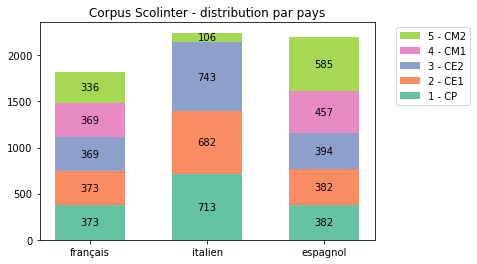 Corpus Scolinter - distribution par pays
2000
1500
1000
500
0
336
369
369
373
373
106
743
682
713
585
457
394
382
382
français
italien
espagnol
5 - CM2
4 - CM1
3 - CE2
2 - CE1
1 - CP